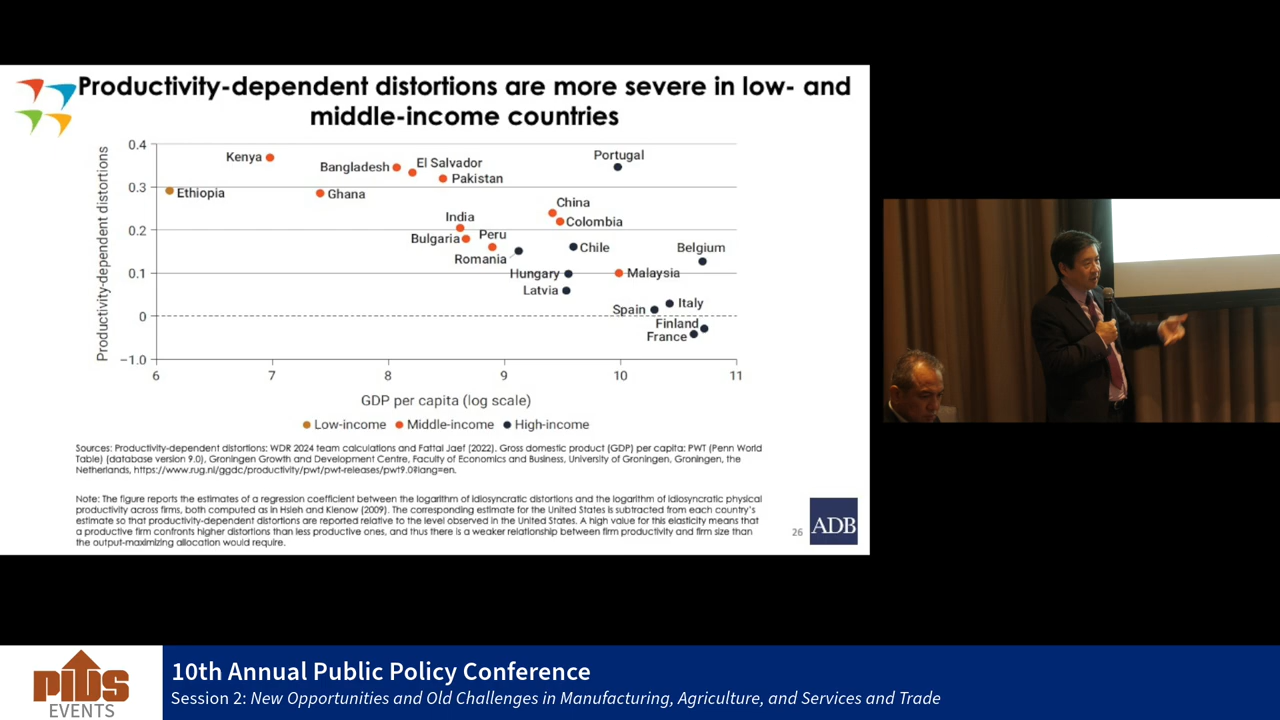 Productivity-dependent distortions are more severe in low- and
middle-income countries
Productivity-dependent distortions
0.4
0.3
0.2
0.1
0
−1.0
Kenya
Bangladesh
El Salvador
Pakistan
Portugal
Ethiopia
Ghana
China
India
Colombia
Bulgaria
Peru
Romania
Chile
Belgium
Hungary
Malaysia
Latvia
Spain
Italy
Finland
France
6
7
8
9
10
11
GDP per capita (log scale)
Low-income
Middle-income
High-income
Sources: Productivity-dependent distortions: WDR 2024 team calculations and Fattal Jaef (2022). Gross domestic product (GDP) per capita: PWT (Penn World
Table) (database version 9.0), Groningen Growth and Development Centre, Faculty of Economics and Business, University of Groningen, Groningen, the
Netherlands, https://www.rug.nl/ggdc/productivity/pwt/pwt-releases/pwt9.0?lang=en.
Note: The figure reports the estimates of a regression coefficient between the logarithm of idiosyncratic distortions and the logarithm of idiosyncratic physical
productivity across firms, both computed as in Hsieh and Klenow (2009). The corresponding estimate for the United States is subtracted from each country's
estimate so that productivity-dependent distortions are reported relative to the level observed in the United States. A high value for this elasticity means that
a productive firm confronts higher distortions than less productive ones, and thus there is a weaker relationship between firm productivity and firm size than
the output-maximizing allocation would require.
26
ADB
PIDS
EVENTS
10th Annual Public Policy Conference
Session 2: New Opportunities and Old Challenges in Manufacturing, Agriculture, and Services and Trade